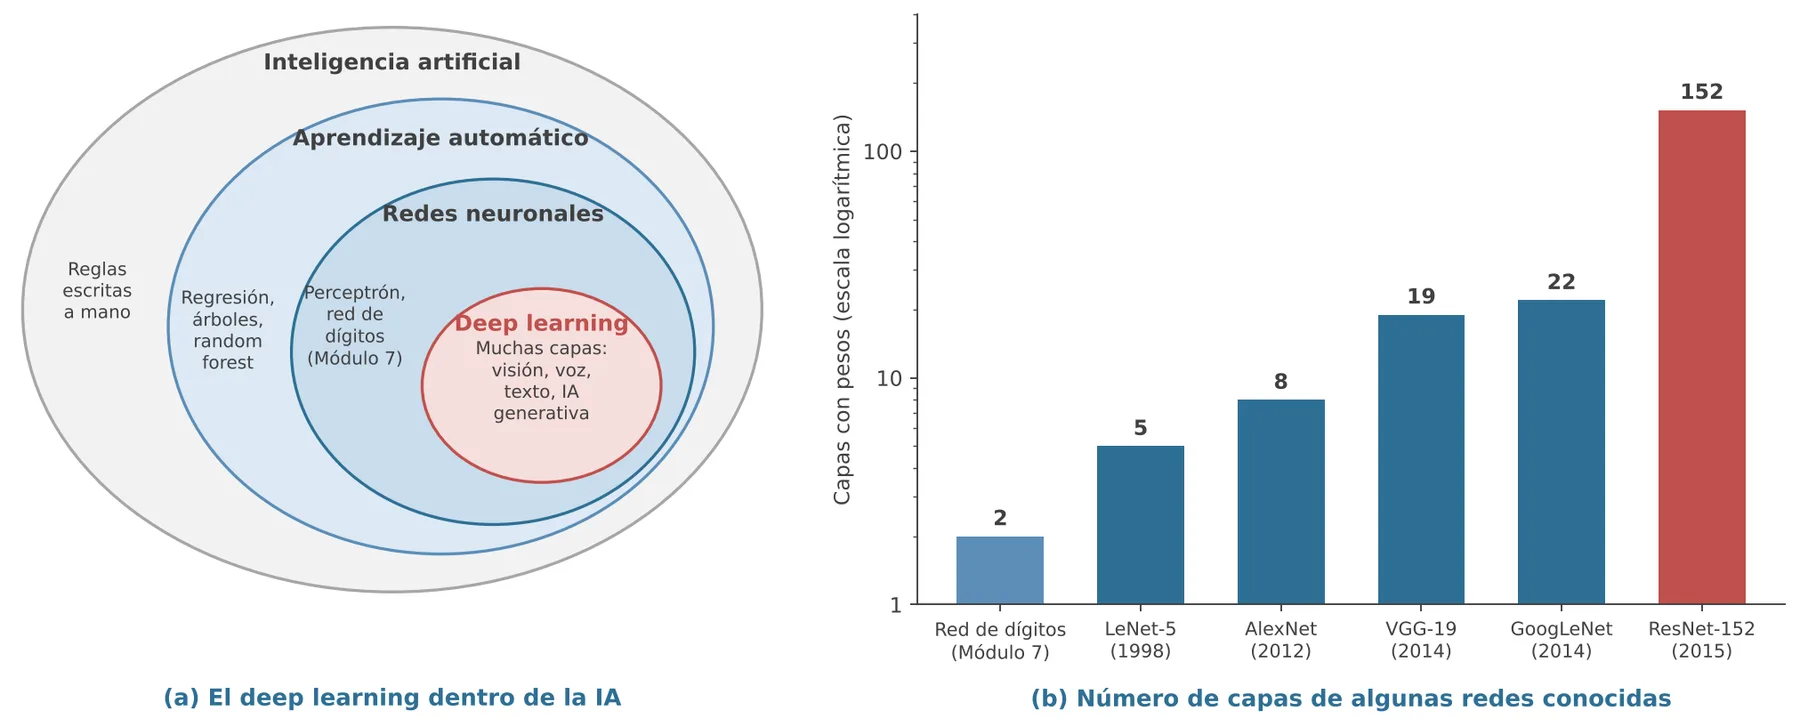 Inteligencia artificial
Aprendizaje automático
Redes neuronales
Reglas
escritas
a mano
Regresión,
árboles,
random
forest
Perceptrón,
red de
dígitos
(Módulo 7)
Deep learning
Muchas capas:
visión, voz,
texto, IA
generativa
(a) El deep learning dentro de la IA
Capas con pesos (escala logarítmica)
100
10
1
2
5
8
19
22
152
Red de dígitos
(Módulo 7)
LeNet-5
(1998)
AlexNet
(2012)
VGG-19
(2014)
GoogLeNet
(2014)
ResNet-152
(2015)
(b) Número de capas de algunas redes conocidas